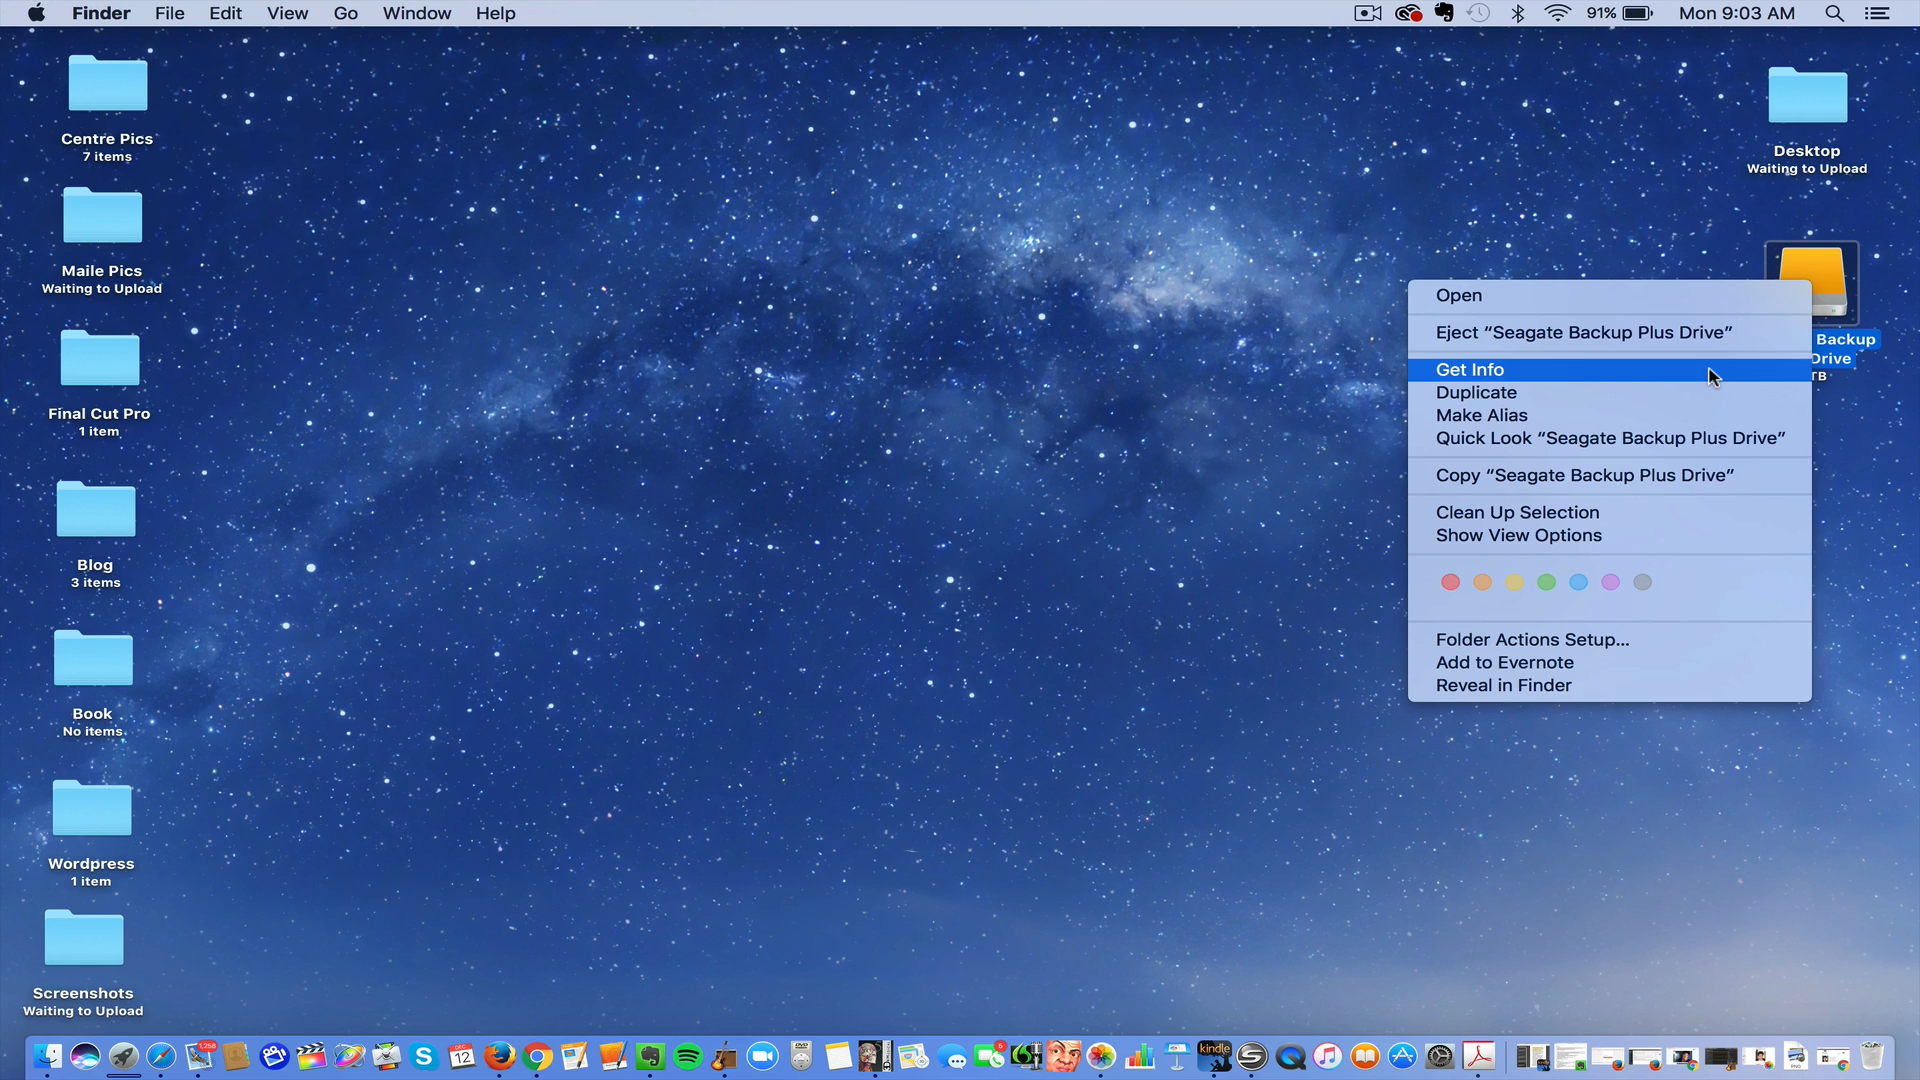 Finder File Edit View Go Window Help
91% Mon 9:03 AM
Centre Pics
7 items
Maile Pics
Waiting to Upload
Final Cut Pro
1 item
Blog
3 items
Book
No items
Wordpress
1 item
Screenshots
Waiting to Upload
Desktop
Waiting to Upload
Backup
Drive
TB
Open
Eject “Seagate Backup Plus Drive”
Get Info
Duplicate
Make Alias
Quick Look “Seagate Backup Plus Drive”
Copy “Seagate Backup Plus Drive”
Clean Up Selection
Show View Options
Folder Actions Setup...
Add to Evernote
Reveal in Finder
DEC
12
kindle